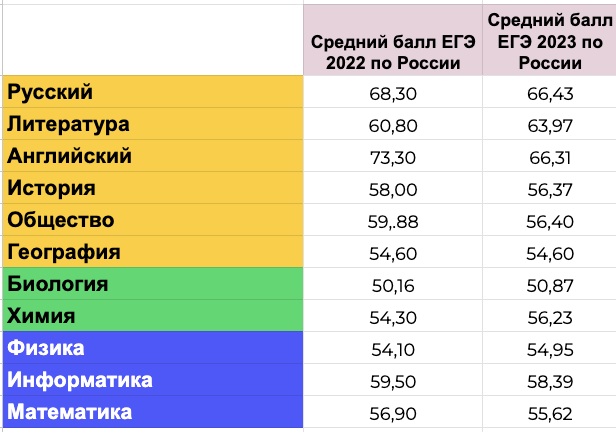 Средний балл ЕГЭ 2022 по России
Средний балл ЕГЭ 2023 по России
Русский 68,30 66,43
Литература 60,80 63,97
Английский 73,30 66,31
История 58,00 56,37
Общество 59,.88 56,40
География 54,60 54,60
Биология 50,16 50,87
Химия 54,30 56,23
Физика 54,10 54,95
Информатика 59,50 58,39
Математика 56,90 55,62